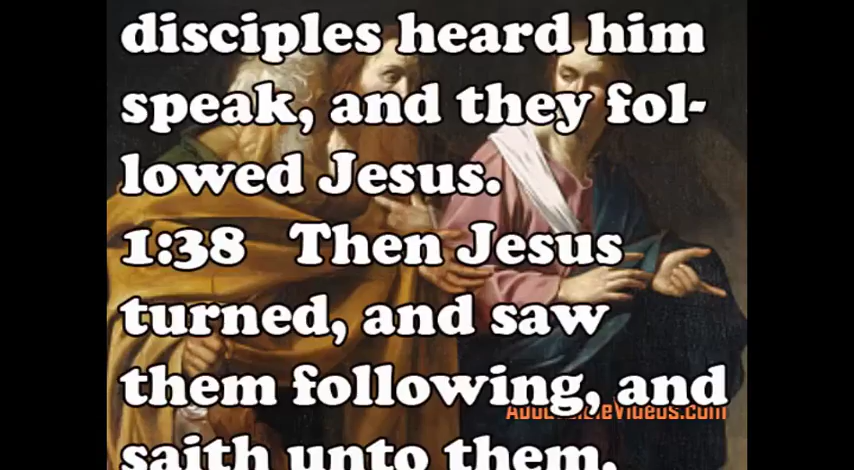 disciples heard him
speak, and they fol-
lowed Jesus.
1:38 Then Jesus
turned, and saw
them following, and
saith unto them,